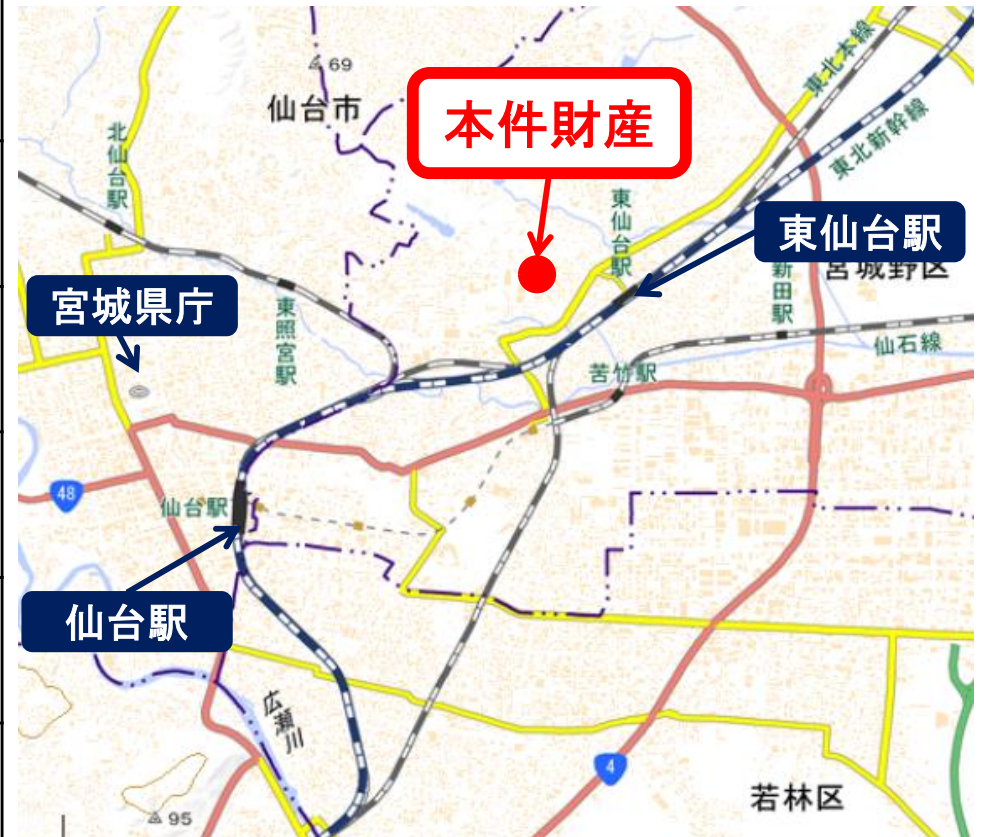 69
仙台市
本件財産
東北本線
東北新幹線
北仙台駅
東仙台駅
東仙台駅
新田駅
宮城野区
宮城県庁
東照宮駅
仙石線
苦竹駅
48
仙台駅
仙台駅
広瀬川
4
若林区
95